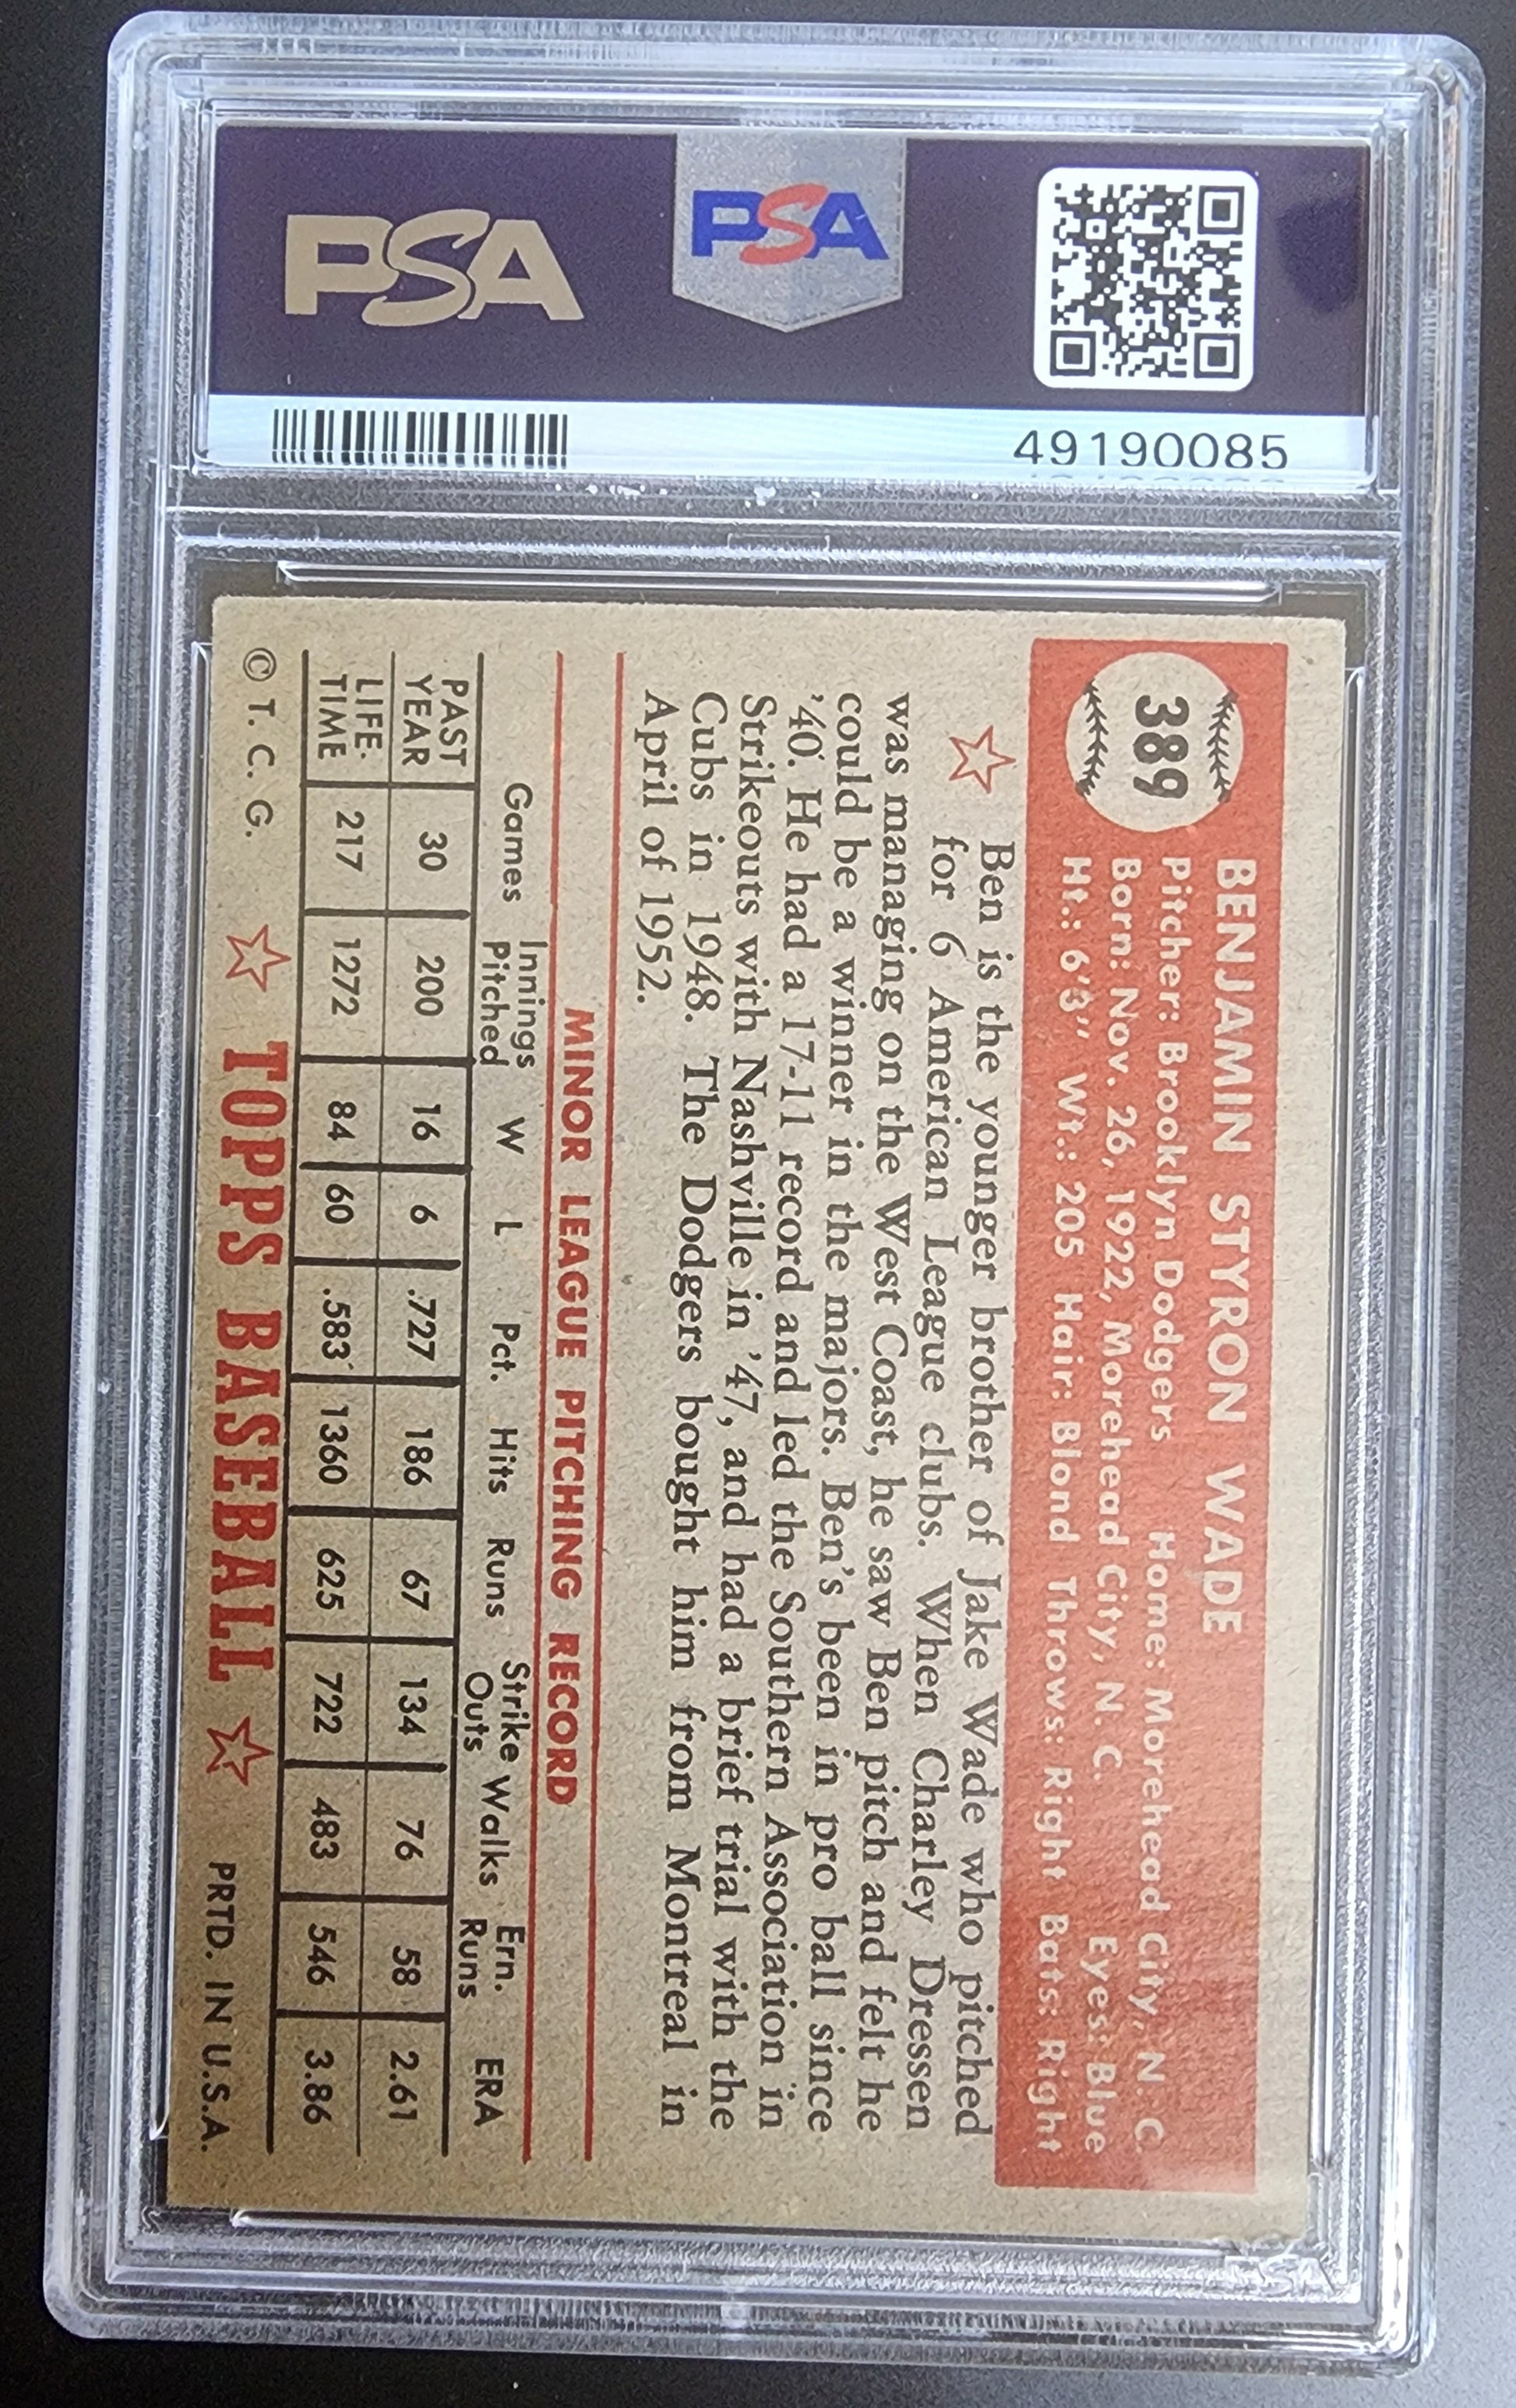 PSA
PSA
49190085
389
BENJAMIN STYRON WADE
Pitcher: Brooklyn Dodgers Home: Morehead City, N. C.
Born: Nov. 26, 1922, Morehead City, N. C. Eyes: Blue
Ht.: 6'3" Wt.: 205 Hair: Blond Throws: Right Bats: Right
Ben is the younger brother of Jake Wade who pitched
for 6 American League clubs. When Charley Dressen
was managing on the West Coast, he saw Ben pitch and felt he
could be a winner in the majors. Ben's been in pro ball since
'40. He had a 17-11 record and led the Southern Association in
Strikeouts with Nashville in '47, and had a brief trial with the
Cubs in 1948. The Dodgers bought him from Montreal in
April of 1952.
MINOR LEAGUE PITCHING RECORD
Games Innings Pitched W L Pct. Hits Runs Strike Outs Walks Ern. Runs ERA
PAST YEAR 30 200 16 6 .727 186 67 134 76 58 2.61
LIFE- TIME 217 1272 84 60 .583 1360 625 722 483 546 3.86
© T. C. G. ☆ TOPPS BASEBALL ☆ PRTD. IN U.S.A.